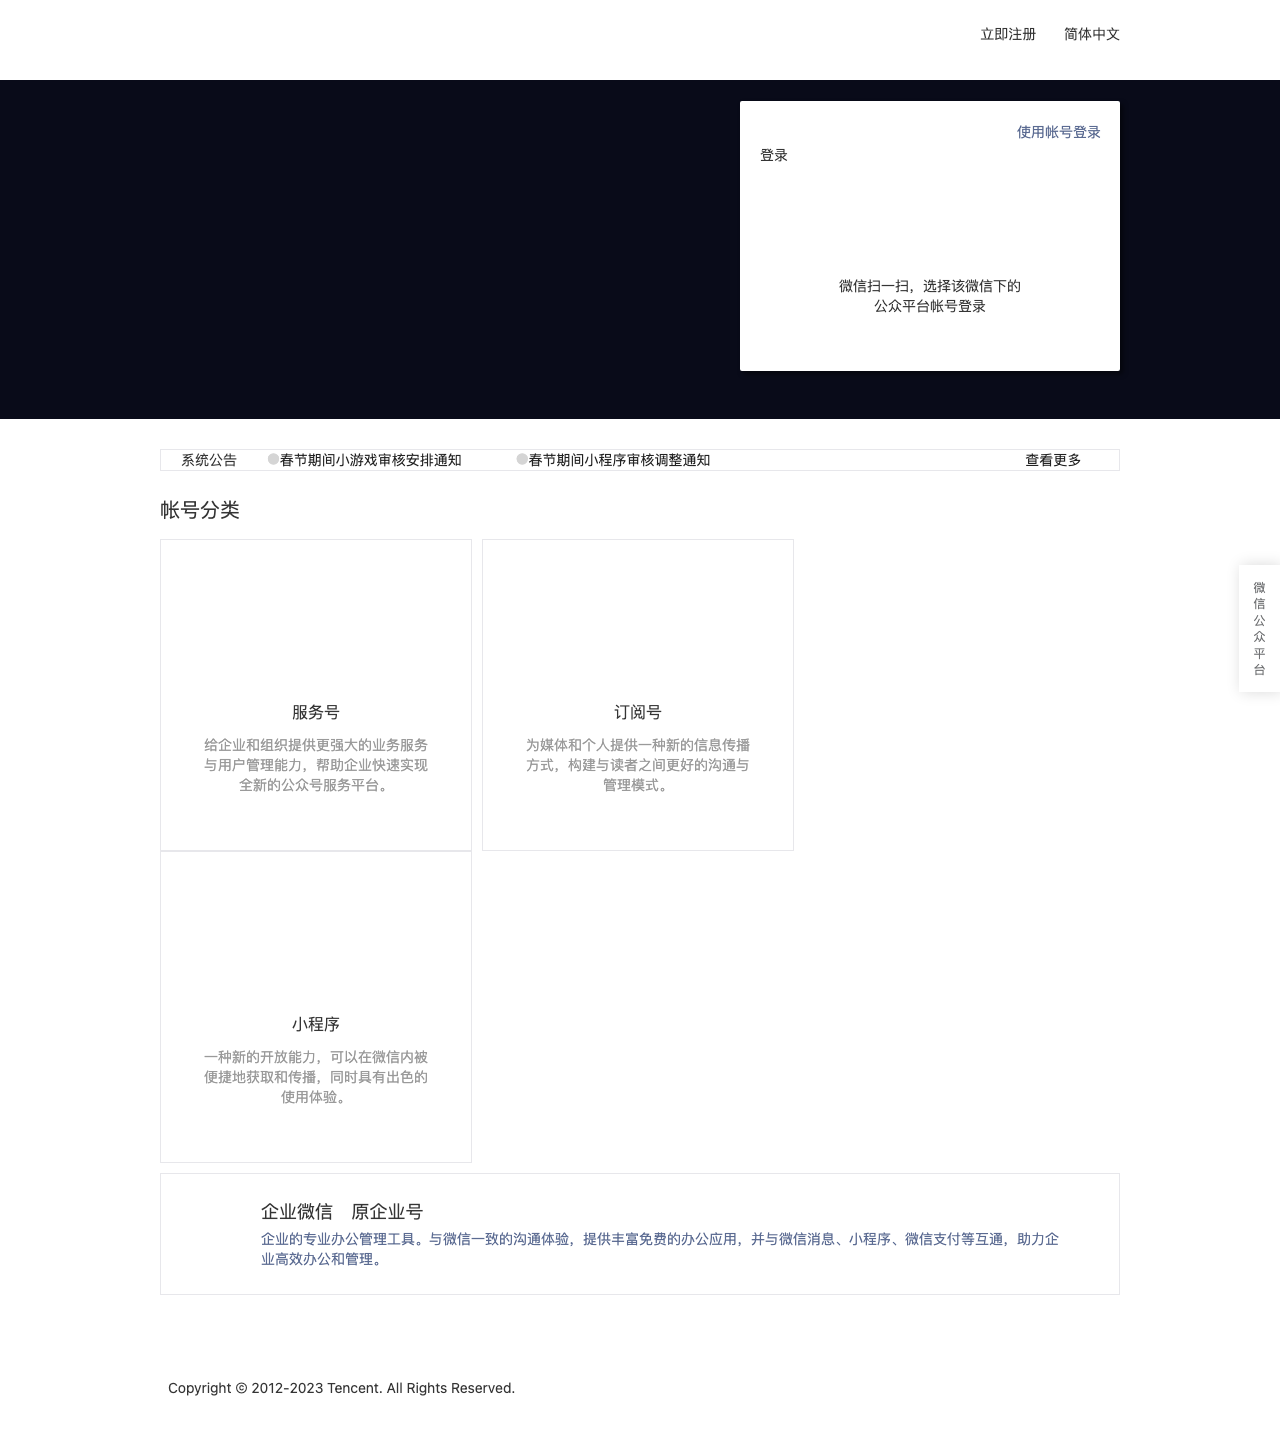 立即注册 简体中文
使用帐号登录
登录
微信扫一扫，选择该微信下的
公众平台帐号登录
系统公告 春节期间小游戏审核安排通知 春节期间小程序审核调整通知 查看更多
帐号分类
服务号
给企业和组织提供更强大的业务服务
与用户管理能力，帮助企业快速实现
全新的公众号服务平台。
订阅号
为媒体和个人提供一种新的信息传播
方式，构建与读者之间更好的沟通与
管理模式。
微
信
公
众
平
台
小程序
一种新的开放能力，可以在微信内被
便捷地获取和传播，同时具有出色的
使用体验。
企业微信 原企业号
企业的专业办公管理工具。与微信一致的沟通体验，提供丰富免费的办公应用，并与微信消息、小程序、微信支付等互通，助力企
业高效办公和管理。
Copyright © 2012-2023 Tencent. All Rights Reserved.